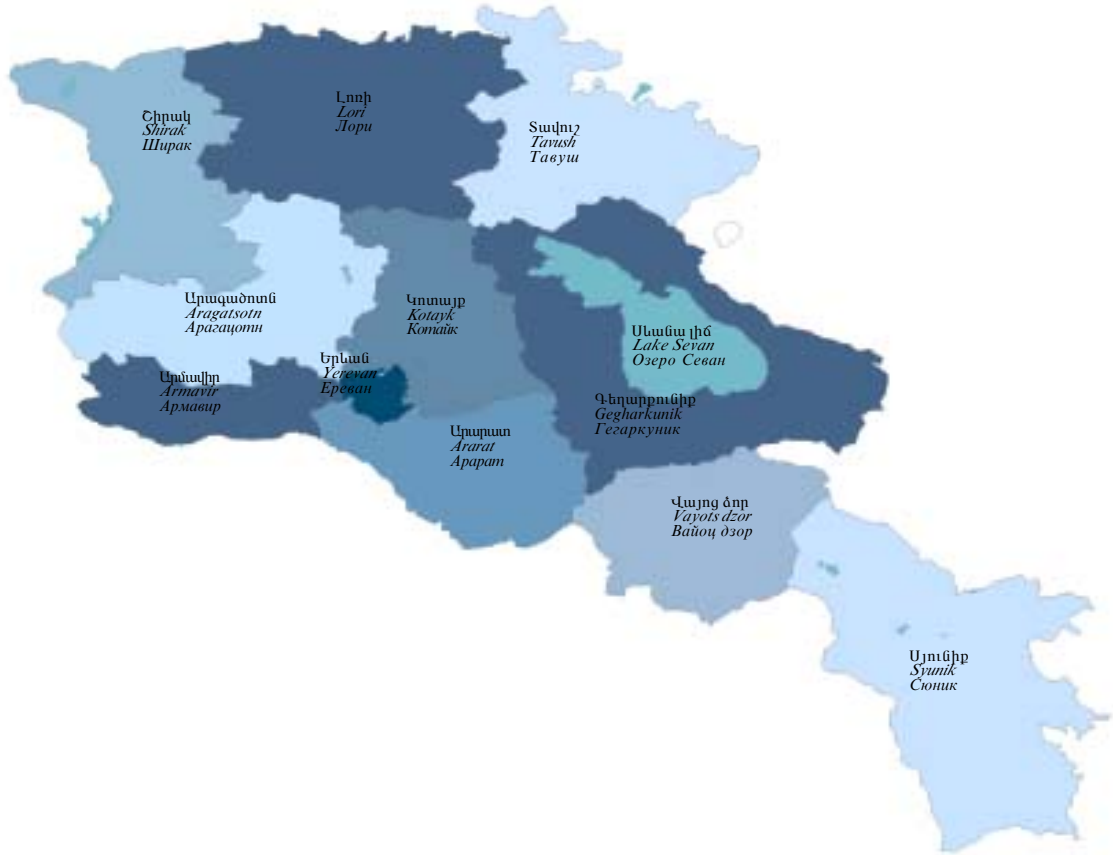 Լոռի
Lori
Лори
Շիրակ
Shirak
Ширак
Տավուշ
Tavush
Тавуш
Արագածոտն
Aragatsotn
Арагацотн
Կոտայք
Kotayk
Котайк
Սևանա լիճ
Lake Sevan
Озеро Севан
Երևան
Yerevan
Ереван
Արմավիր
Armavir
Армавир
Գեղարքունիք
Gegharkunik
Гегаркуник
Արարատ
Ararat
Арарат
Վայոց ձոր
Vayots dzor
Вайоц дзор
Սյունիք
Syunik
Сюник